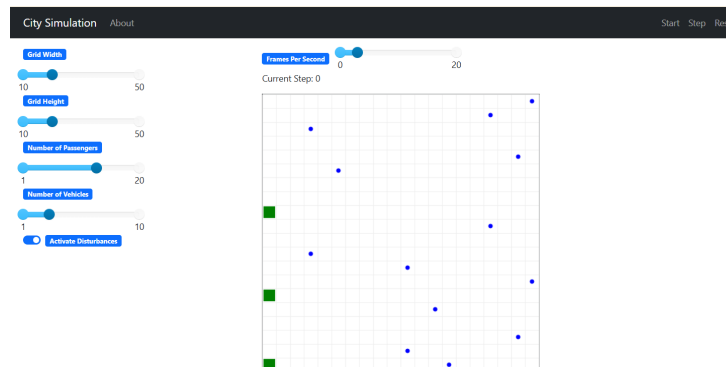 City Simulation About Start Step Res
Grid Width
10 50
Grid Height
10 50
Number of Passengers
1 20
Number of Vehicles
1 10
Activate Disturbances
Frames Per Second
0 20
Current Step: 0